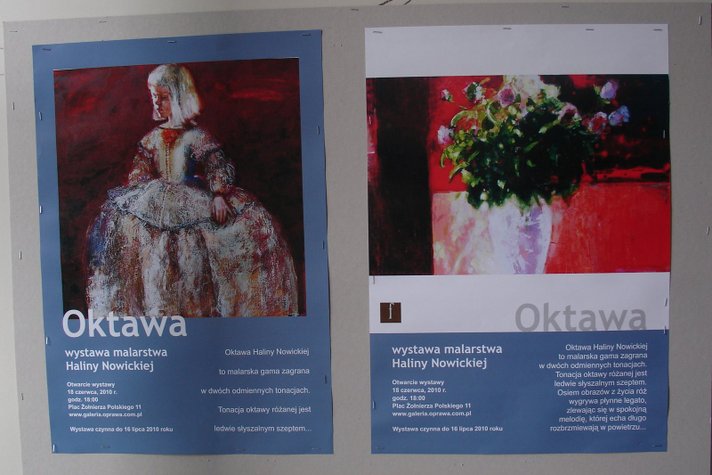 Oktawa
wystawa malarstwa
Haliny Nowickiej
Otwarcie wystawy
18 czerwca, 2010 r.
godz. 18:00
Plac Żołnierza Polskiego 11
www.galeria.oprawa.com.pl
Wystawa czynna do 16 lipca 2010 roku
Oktawa Haliny Nowickiej
to malarska gama zagrana
w dwóch odmiennych tonacjach.
Tonacja oktawy różanej jest
ledwie słyszalnym szeptem...
f
Oktawa
wystawa malarstwa
Haliny Nowickiej
Otwarcie wystawy
18 czerwca, 2010 r.
godz. 18:00
Plac Żołnierza Polskiego 11
www.galeria.oprawa.com.pl
Wystawa czynna do 16 lipca 2010 roku
Oktawa Haliny Nowickiej
to malarska gama zagrana
w dwóch odmiennych tonacjach.
Tonacja oktawy różanej jest
ledwie słyszalnym szeptem.
Osiem obrazów z życia róż
wygrywa płynne legato,
zlewając się w spokojną
melodię, której echa długo
rozbrzmiewają w powietrzu...